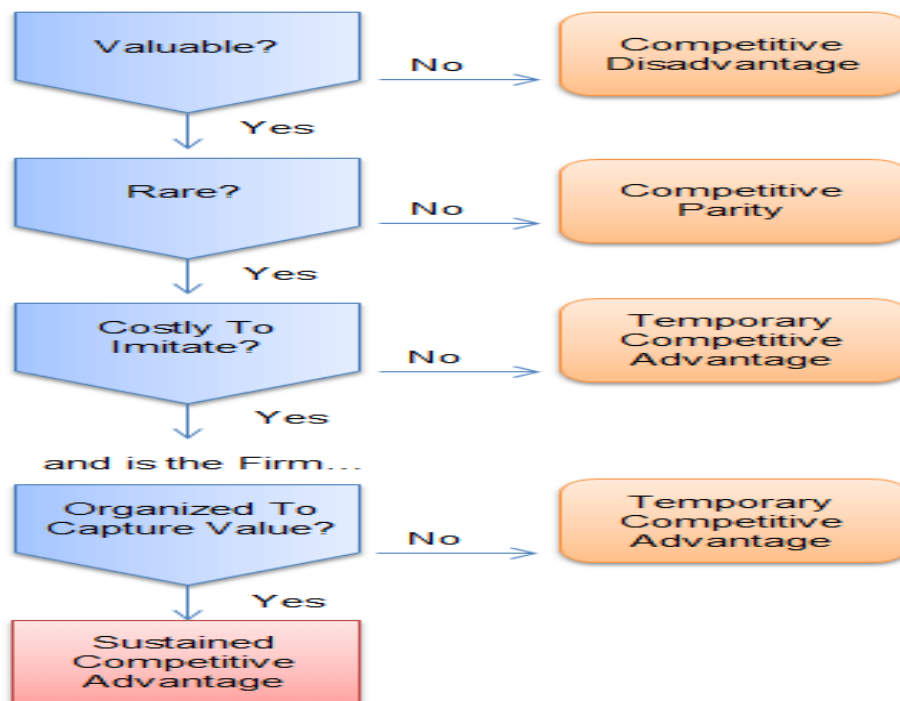 Valuable?
No
Competitive
Disadvantage
Yes
Rare?
No
Competitive
Parity
Yes
Costly To
Imitate?
No
Temporary
Competitive
Advantage
Yes
and is the Firm...
Organized To
Capture Value?
No
Temporary
Competitive
Advantage
Yes
Sustained
Competitive
Advantage